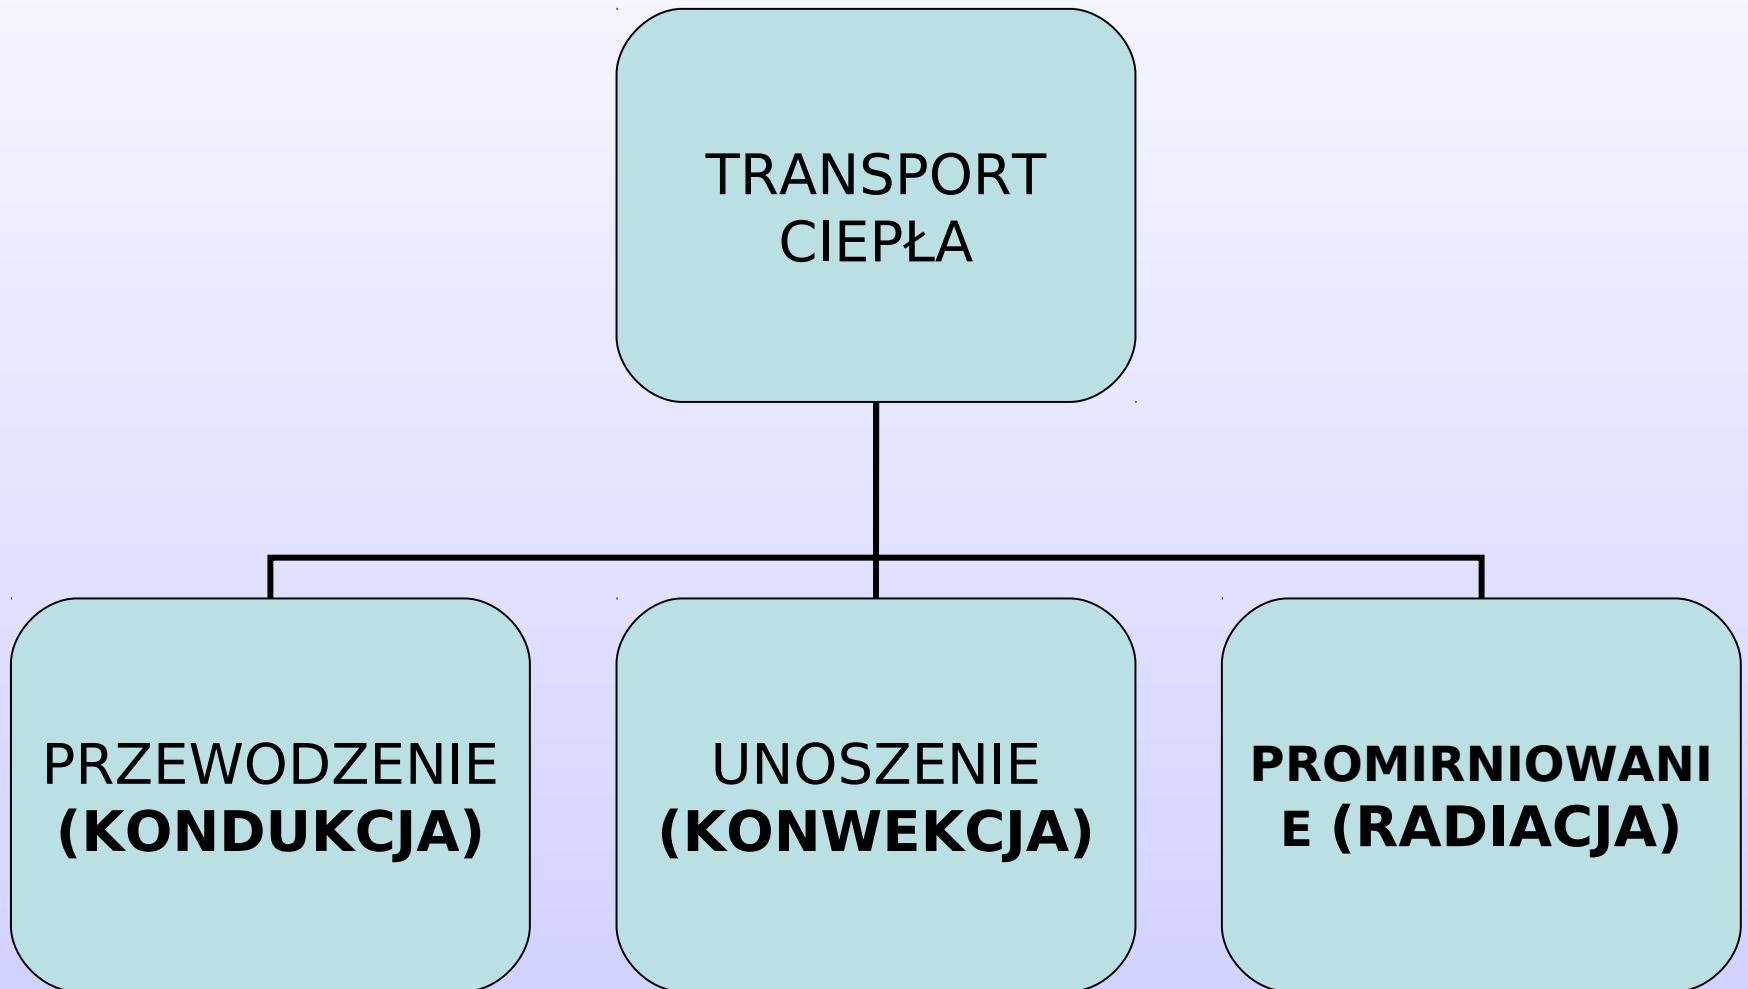 TRANSPORT
CIEPŁA
PRZEWODZENIE
(KONDUKCJA)
UNOSZENIE
(KONWEKCJA)
PROMIRNIOWANI
E (RADIACJA)